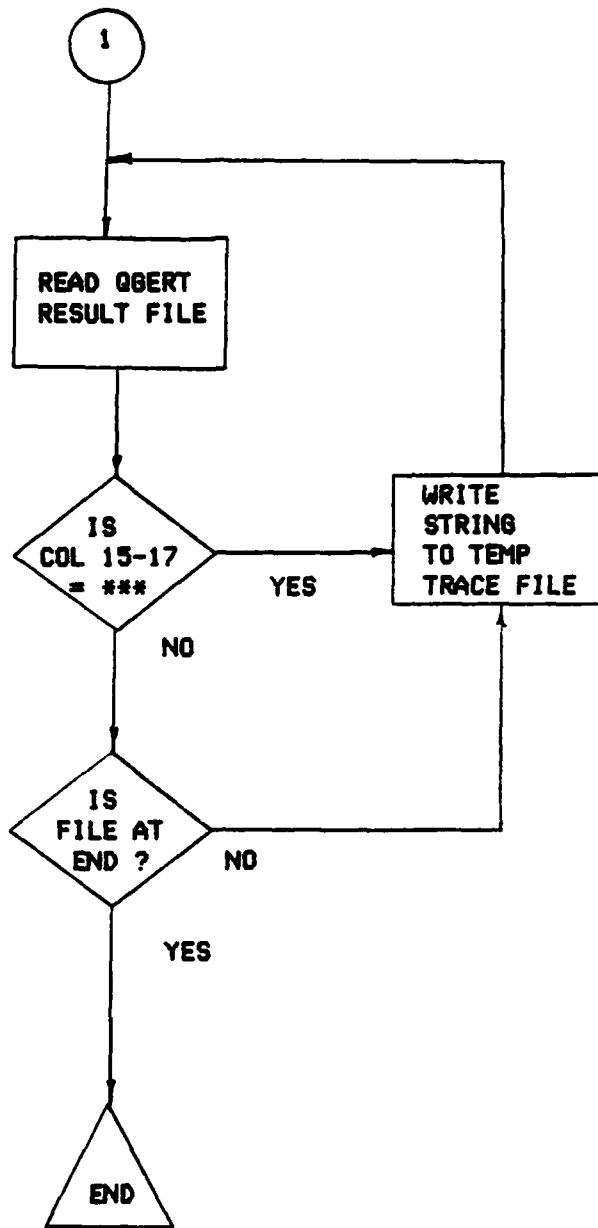 1
READ QGERT
RESULT FILE
IS
COL 15-17
= ***
YES
WRITE
STRING
TO TEMP
TRACE FILE
NO
IS
FILE AT
END ?
NO
YES
END